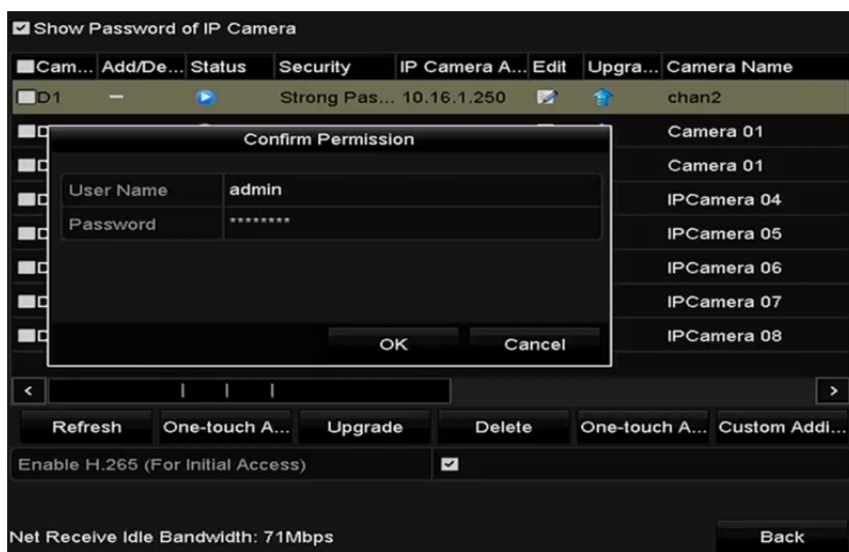 Show Password of IP Camera
Cam... Add/De... Status Security IP Camera A... Edit Upgra... Camera Name
D1 Strong Pas... 10.16.1.250 chan2
Confirm Permission
Camera 01
Camera 01
User Name admin
IPCamera 04
Password ********
IPCamera 05
IPCamera 06
IPCamera 07
OK Cancel
IPCamera 08
Refresh One-touch A... Upgrade Delete One-touch A... Custom Addi...
Enable H.265 (For Initial Access)
Net Receive Idle Bandwidth: 71Mbps Back